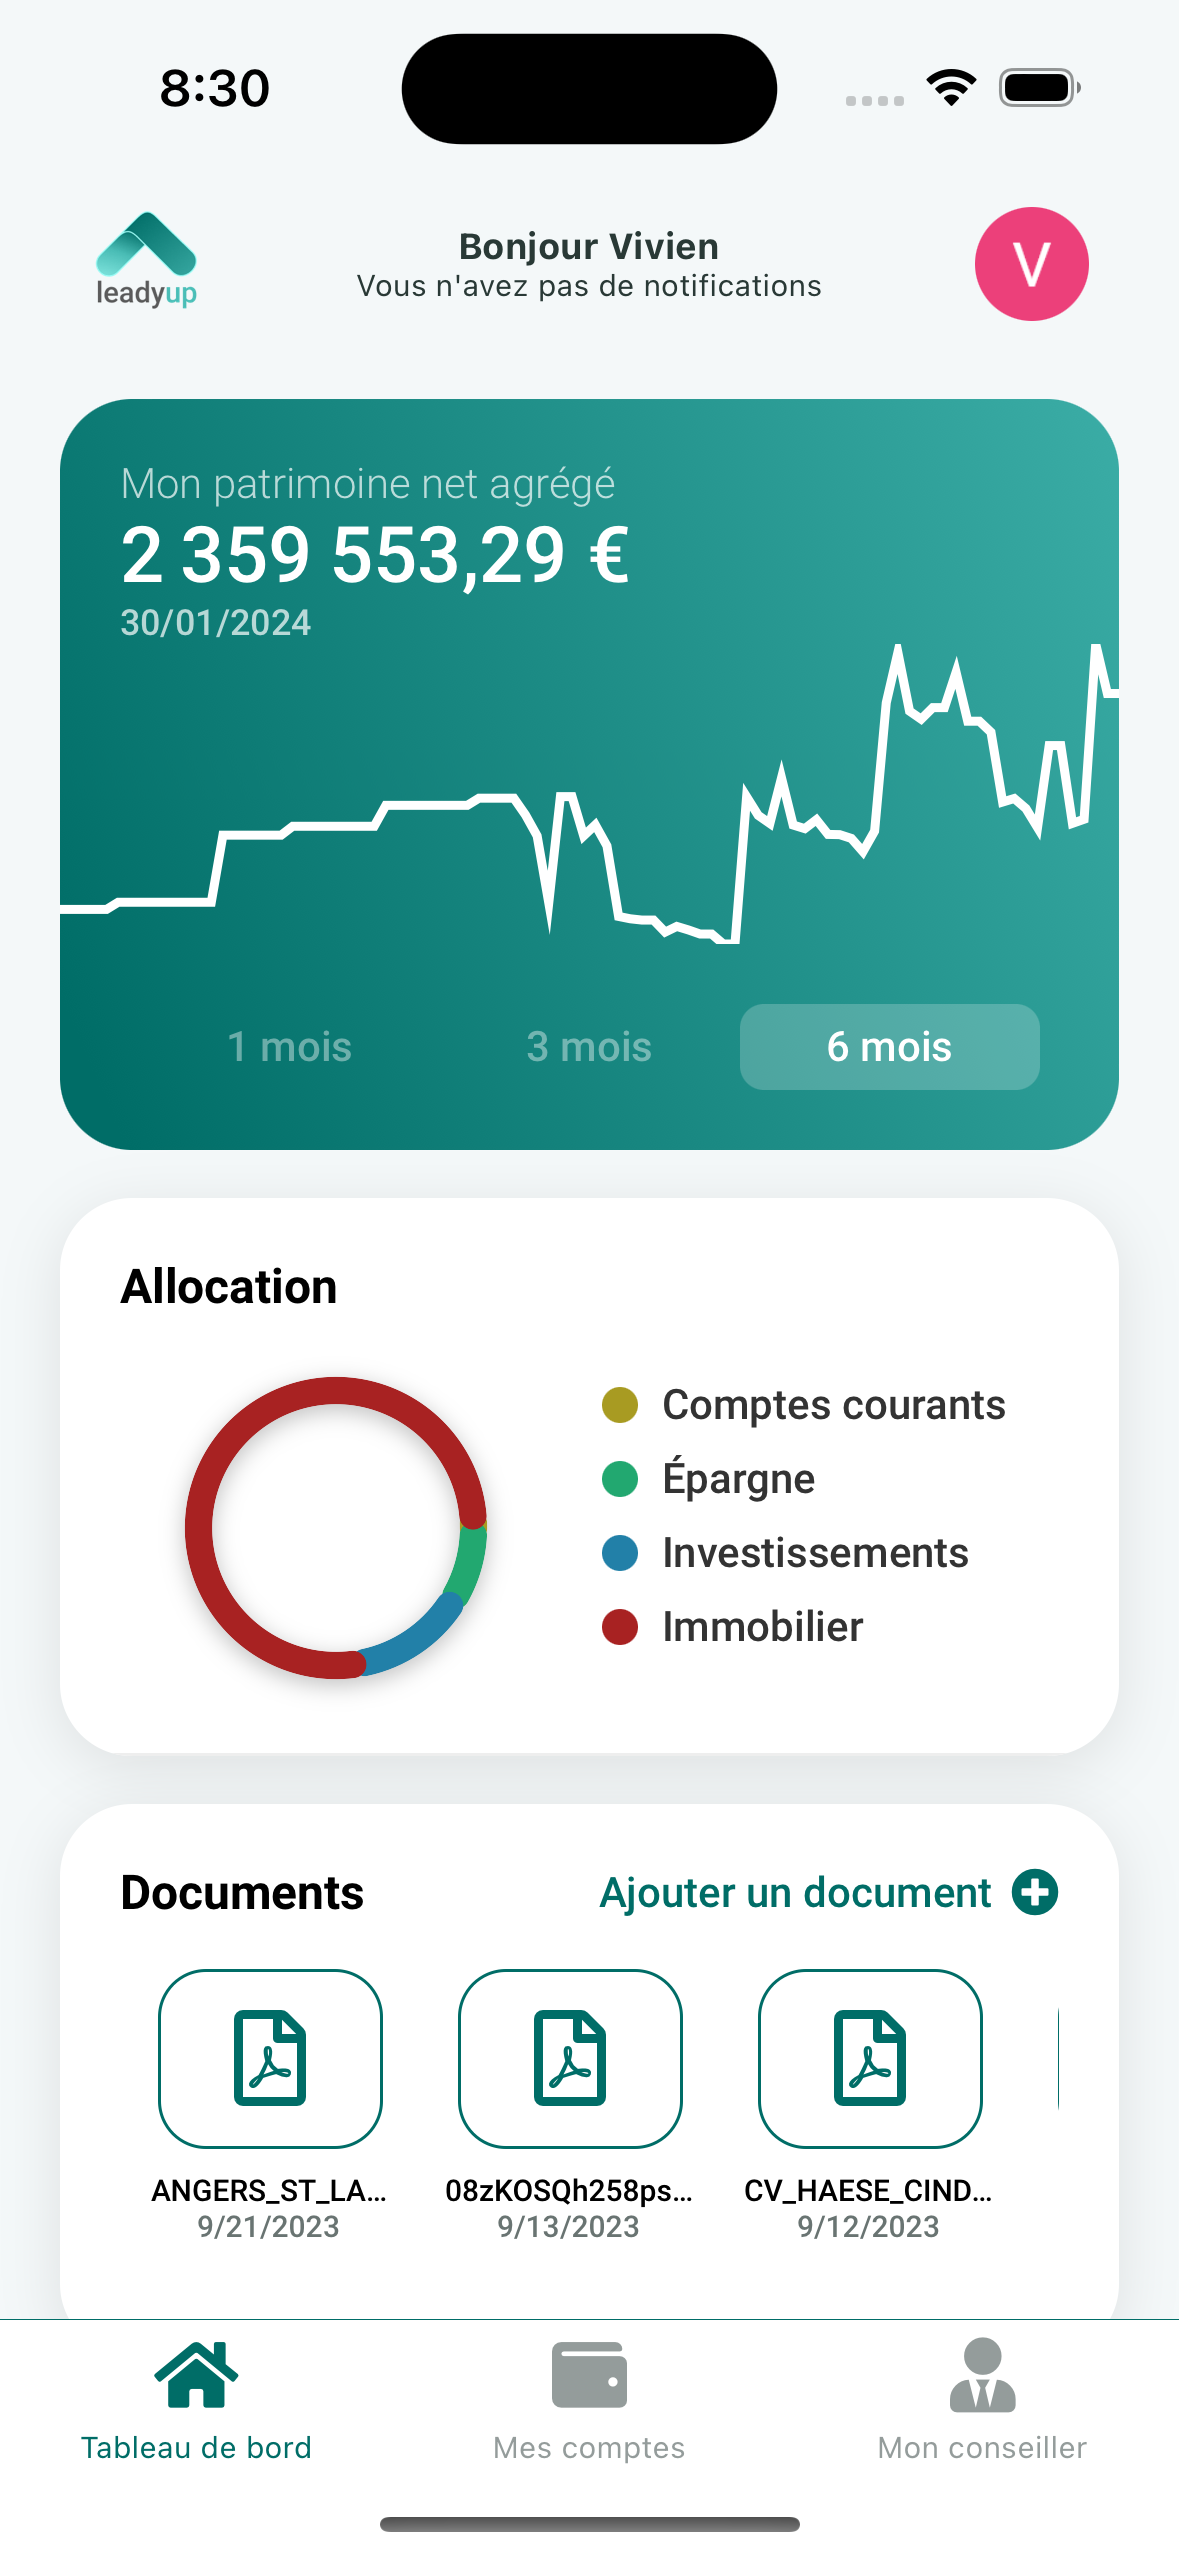 8:30
leadyup
Bonjour Vivien
Vous n'avez pas de notifications
V
Mon patrimoine net agrégé
2 359 553,29 €
30/01/2024
1 mois
3 mois
6 mois
Allocation
Comptes courants
Épargne
Investissements
Immobilier
Documents
Ajouter un document
ANGERS_ST_LA...
08zKOSQh258ps...
CV_HAESE_CIND...
9/21/2023
9/13/2023
9/12/2023
Tableau de bord
Mes comptes
Mon conseiller